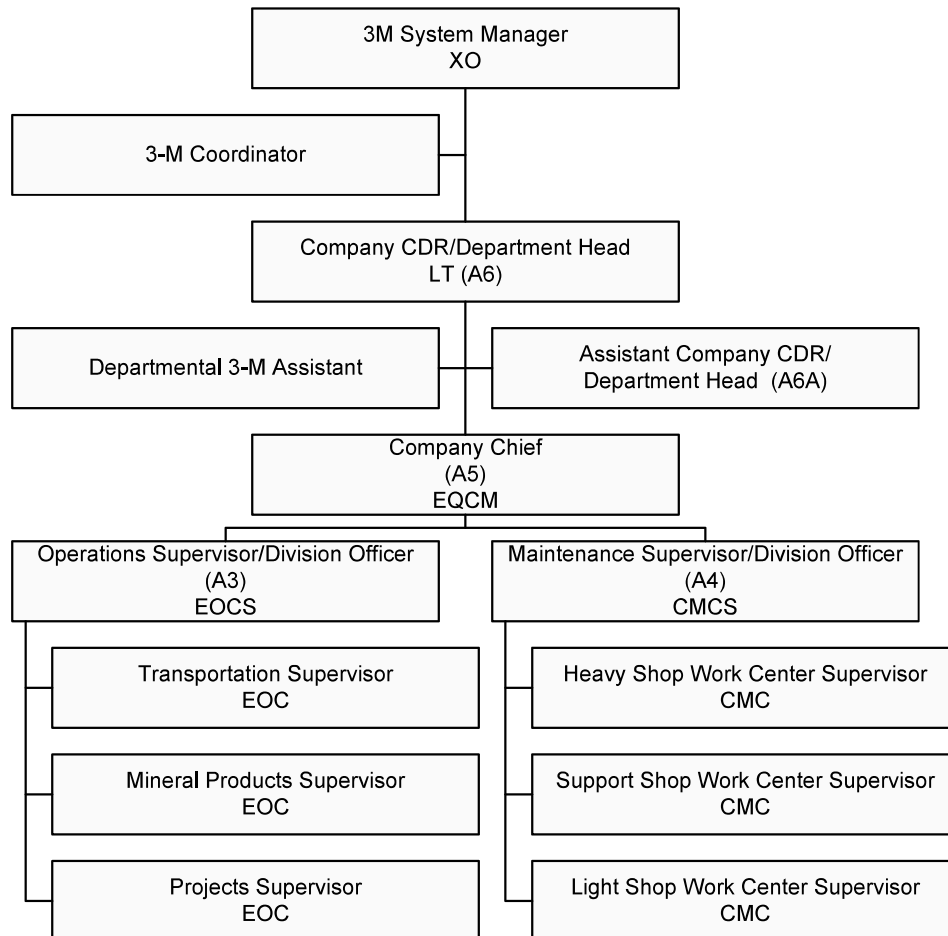 3M System Manager
XO
3-M Coordinator
Company CDR/Department Head
LT (A6)
Departmental 3-M Assistant
Assistant Company CDR/
Department Head (A6A)
Company Chief
(A5)
EQCM
Operations Supervisor/Division Officer
(A3)
EOCS
Maintenance Supervisor/Division Officer
(A4)
CMCS
Transportation Supervisor
EOC
Mineral Products Supervisor
EOC
Projects Supervisor
EOC
Heavy Shop Work Center Supervisor
CMC
Support Shop Work Center Supervisor
CMC
Light Shop Work Center Supervisor
CMC